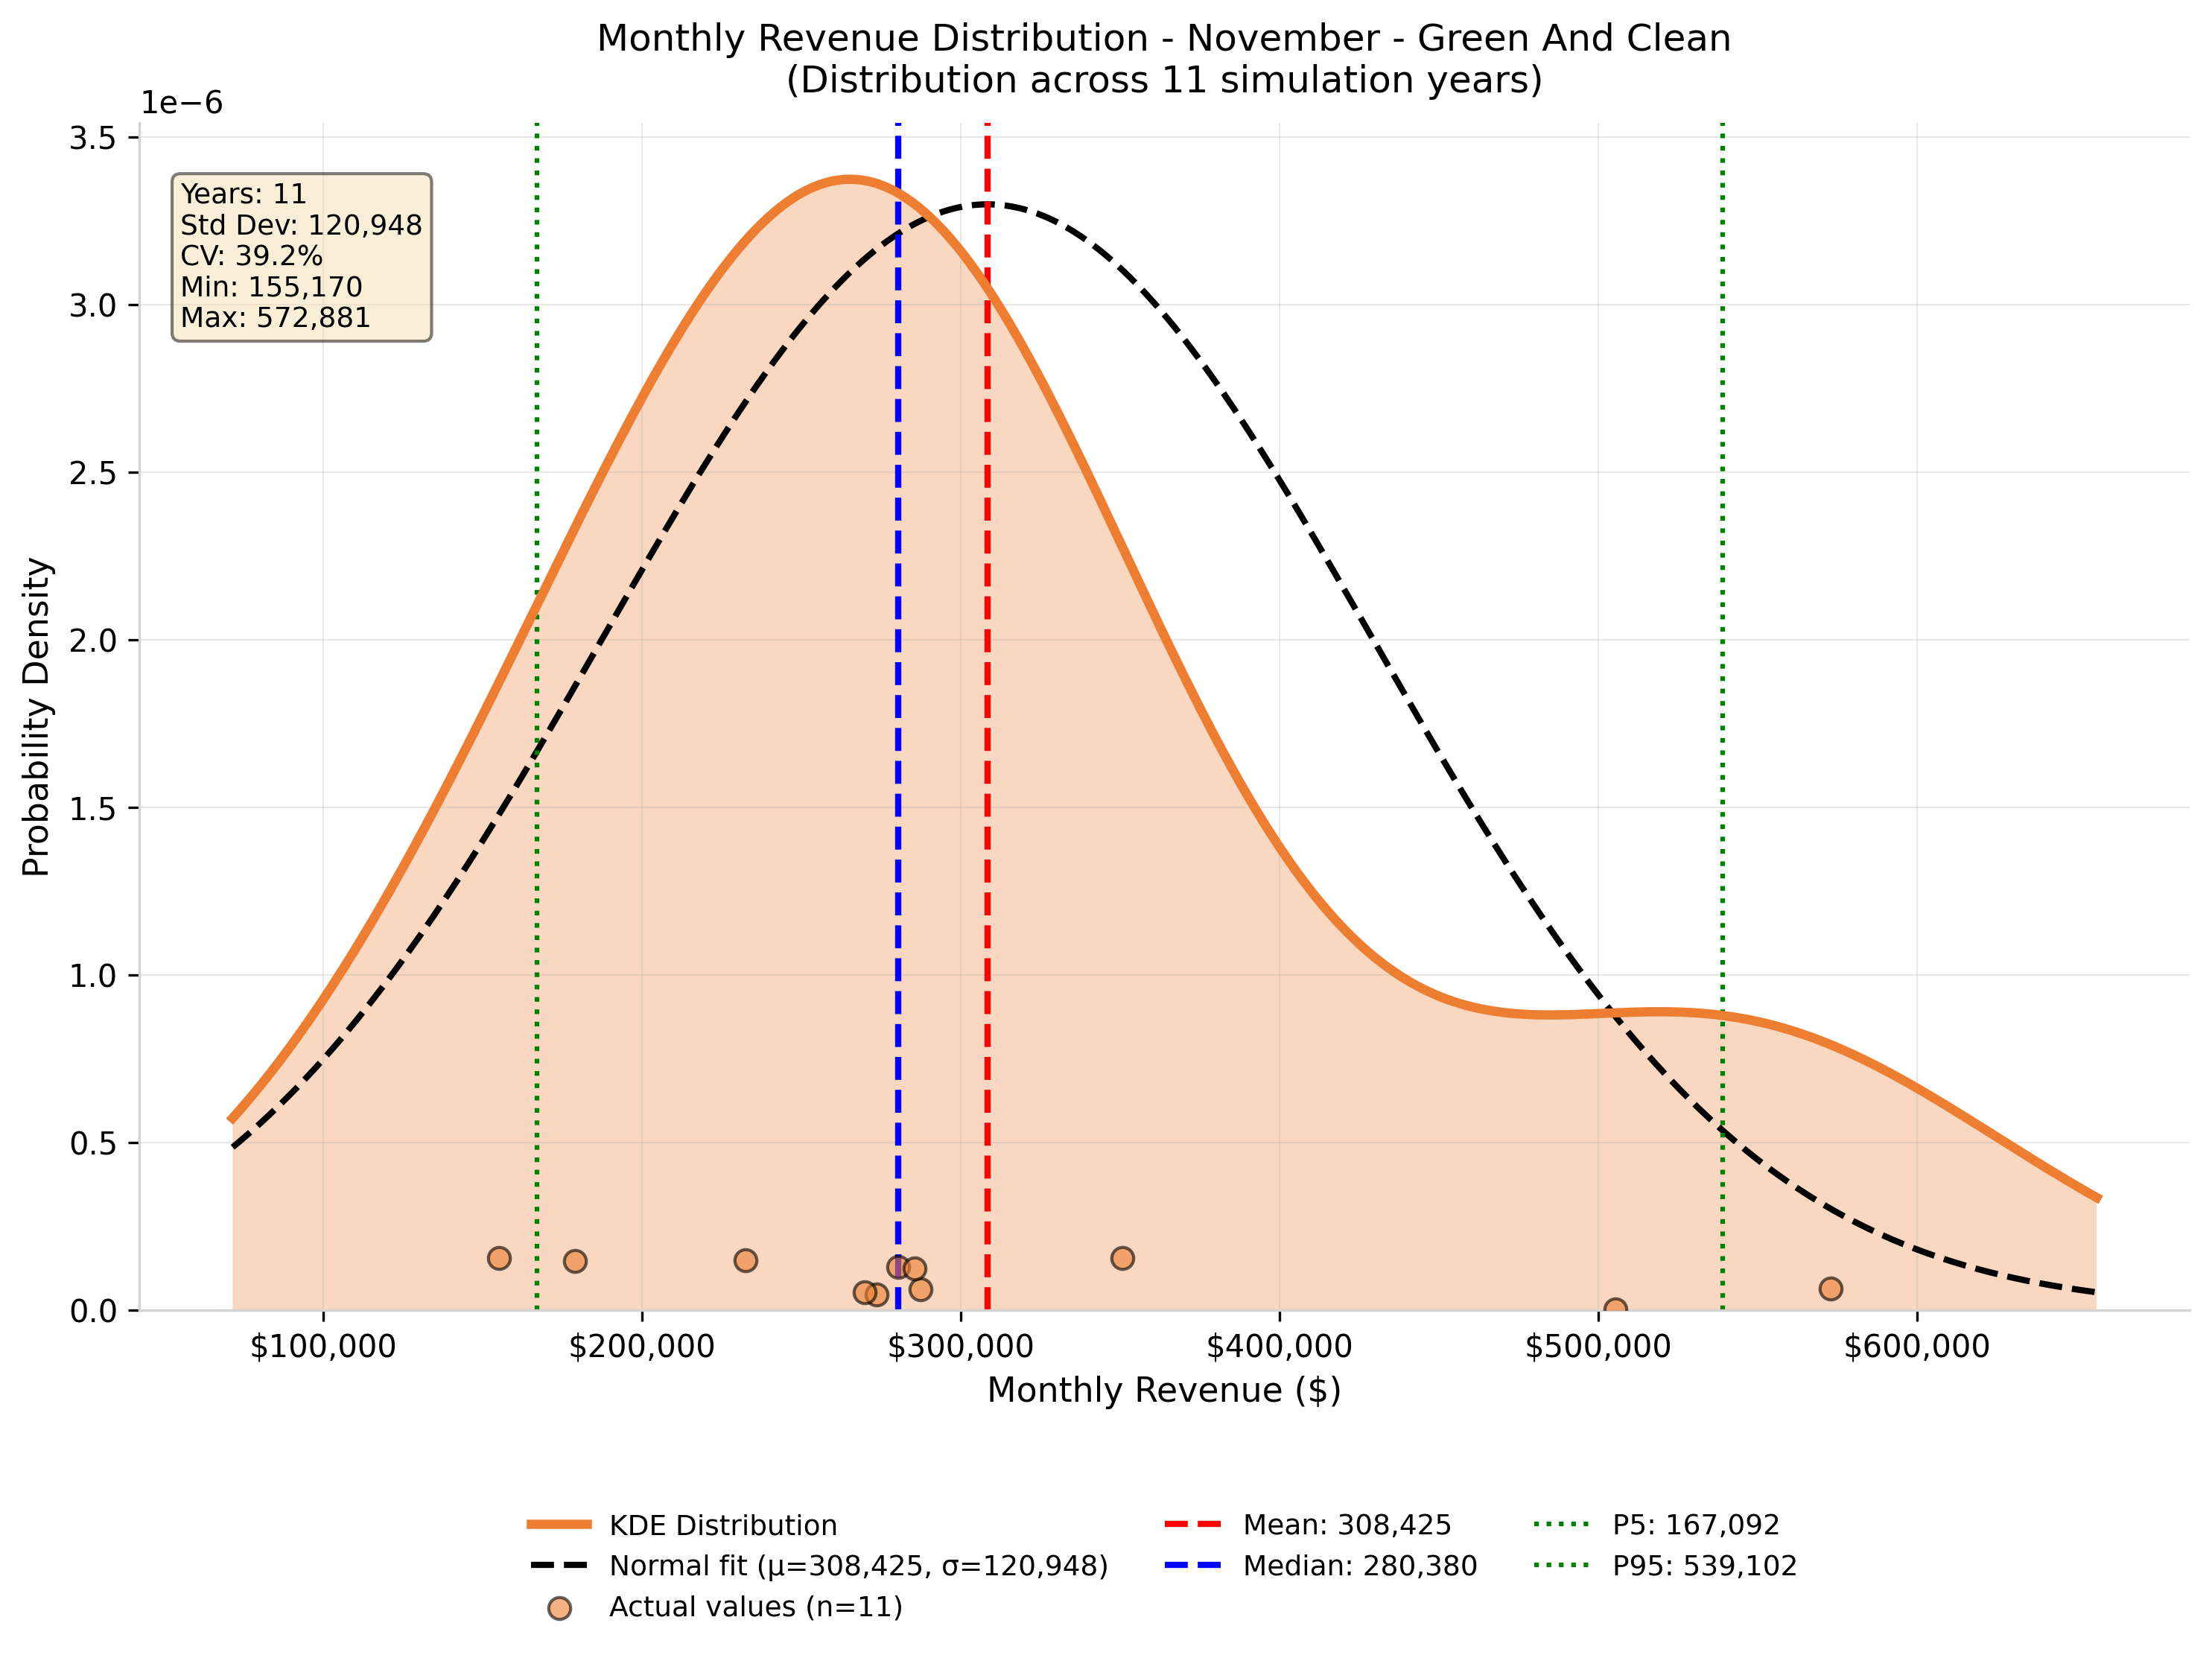 Monthly Revenue Distribution - November - Green And Clean
(Distribution across 11 simulation years)
1e−6
3.5
3.0
2.5
2.0
1.5
1.0
0.5
0.0
Probability Density
Years: 11
Std Dev: 120,948
CV: 39.2%
Min: 155,170
Max: 572,881
$100,000
$200,000
$300,000
$400,000
$500,000
$600,000
Monthly Revenue ($)
KDE Distribution
Normal fit (μ=308,425, σ=120,948)
Actual values (n=11)
Mean: 308,425
Median: 280,380
P5: 167,092
P95: 539,102